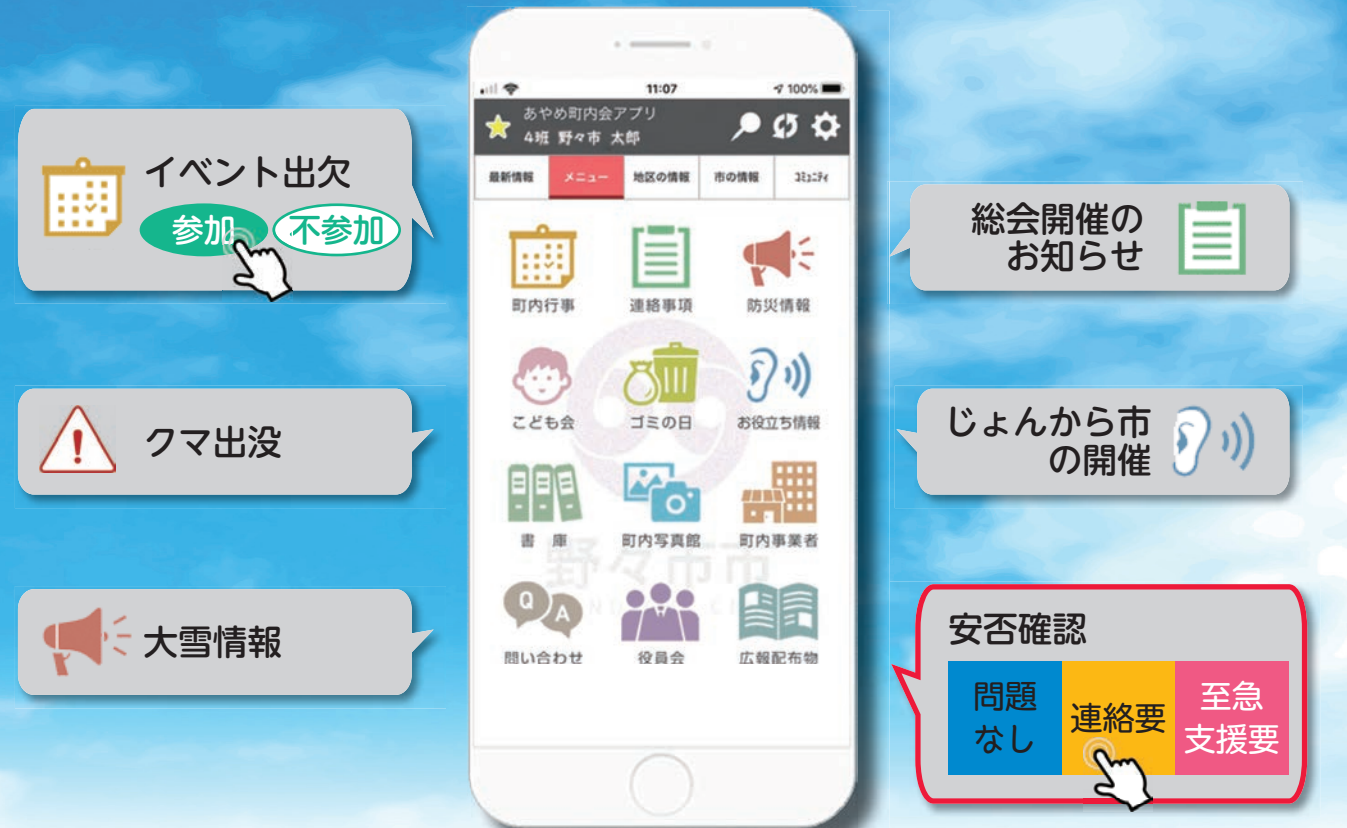 イベント出欠
参加
不参加
クマ出没
大雪情報
11:07
100%
あやめ町内会アプリ
4班 野々市 太郎
最新情報
メニュー
地区の情報
市の情報
コミュニティ
町内行事
連絡事項
防災情報
こども会
ゴミの日
お役立ち情報
書庫
町内写真館
町内事業者
野々市市
Q
A
問い合わせ
役員会
広報配布物
総会開催の
お知らせ
じょんから市
の開催
安否確認
問題
なし
連絡要
至急
支援要